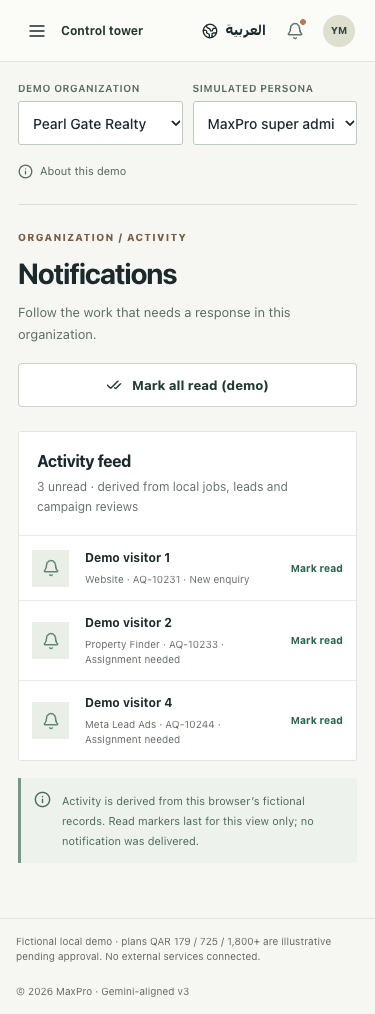 Control tower
العربية
YM
DEMO ORGANIZATION
SIMULATED PERSONA
Pearl Gate Realty
MaxPro super admi
About this demo
ORGANIZATION / ACTIVITY
Notifications
Follow the work that needs a response in this
organization.
Mark all read (demo)
Activity feed
3 unread · derived from local jobs, leads and
campaign reviews
Demo visitor 1
Website · AQ-10231 · New enquiry
Mark read
Demo visitor 2
Property Finder · AQ-10233 ·
Assignment needed
Mark read
Demo visitor 4
Meta Lead Ads · AQ-10244 ·
Assignment needed
Mark read
Activity is derived from this browser's fictional
records. Read markers last for this view only; no
notification was delivered.
Fictional local demo · plans QAR 179 / 725 / 1,800+ are illustrative
pending approval. No external services connected.
© 2026 MaxPro · Gemini-aligned v3